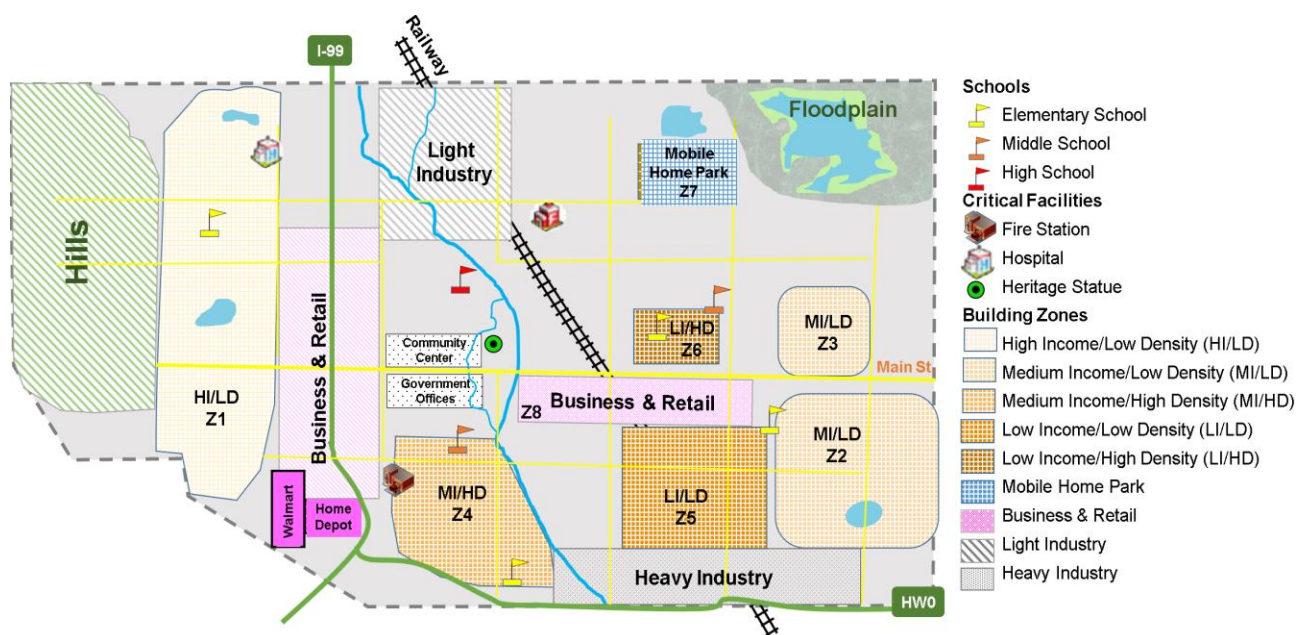 I-99
Railway
Floodplain
Light
Industry
Mobile
Home Park
Z7
Hills
Business & Retail
Community
Center
Government
Offices
LI/HD
Z6
MI/LD
Z3
Main St
HI/LD
Z1
Z8
Business & Retail
MI/LD
Z2
MI/HD
Z4
LI/LD
Z5
Walmart
Home
Depot
Heavy Industry
HW0
Schools
Elementary School
Middle School
High School
Critical Facilities
Fire Station
Hospital
Heritage Statue
Building Zones
High Income/Low Density (HI/LD)
Medium Income/Low Density (MI/LD)
Medium Income/High Density (MI/HD)
Low Income/Low Density (LI/LD)
Low Income/High Density (LI/HD)
Mobile Home Park
Business & Retail
Light Industry
Heavy Industry